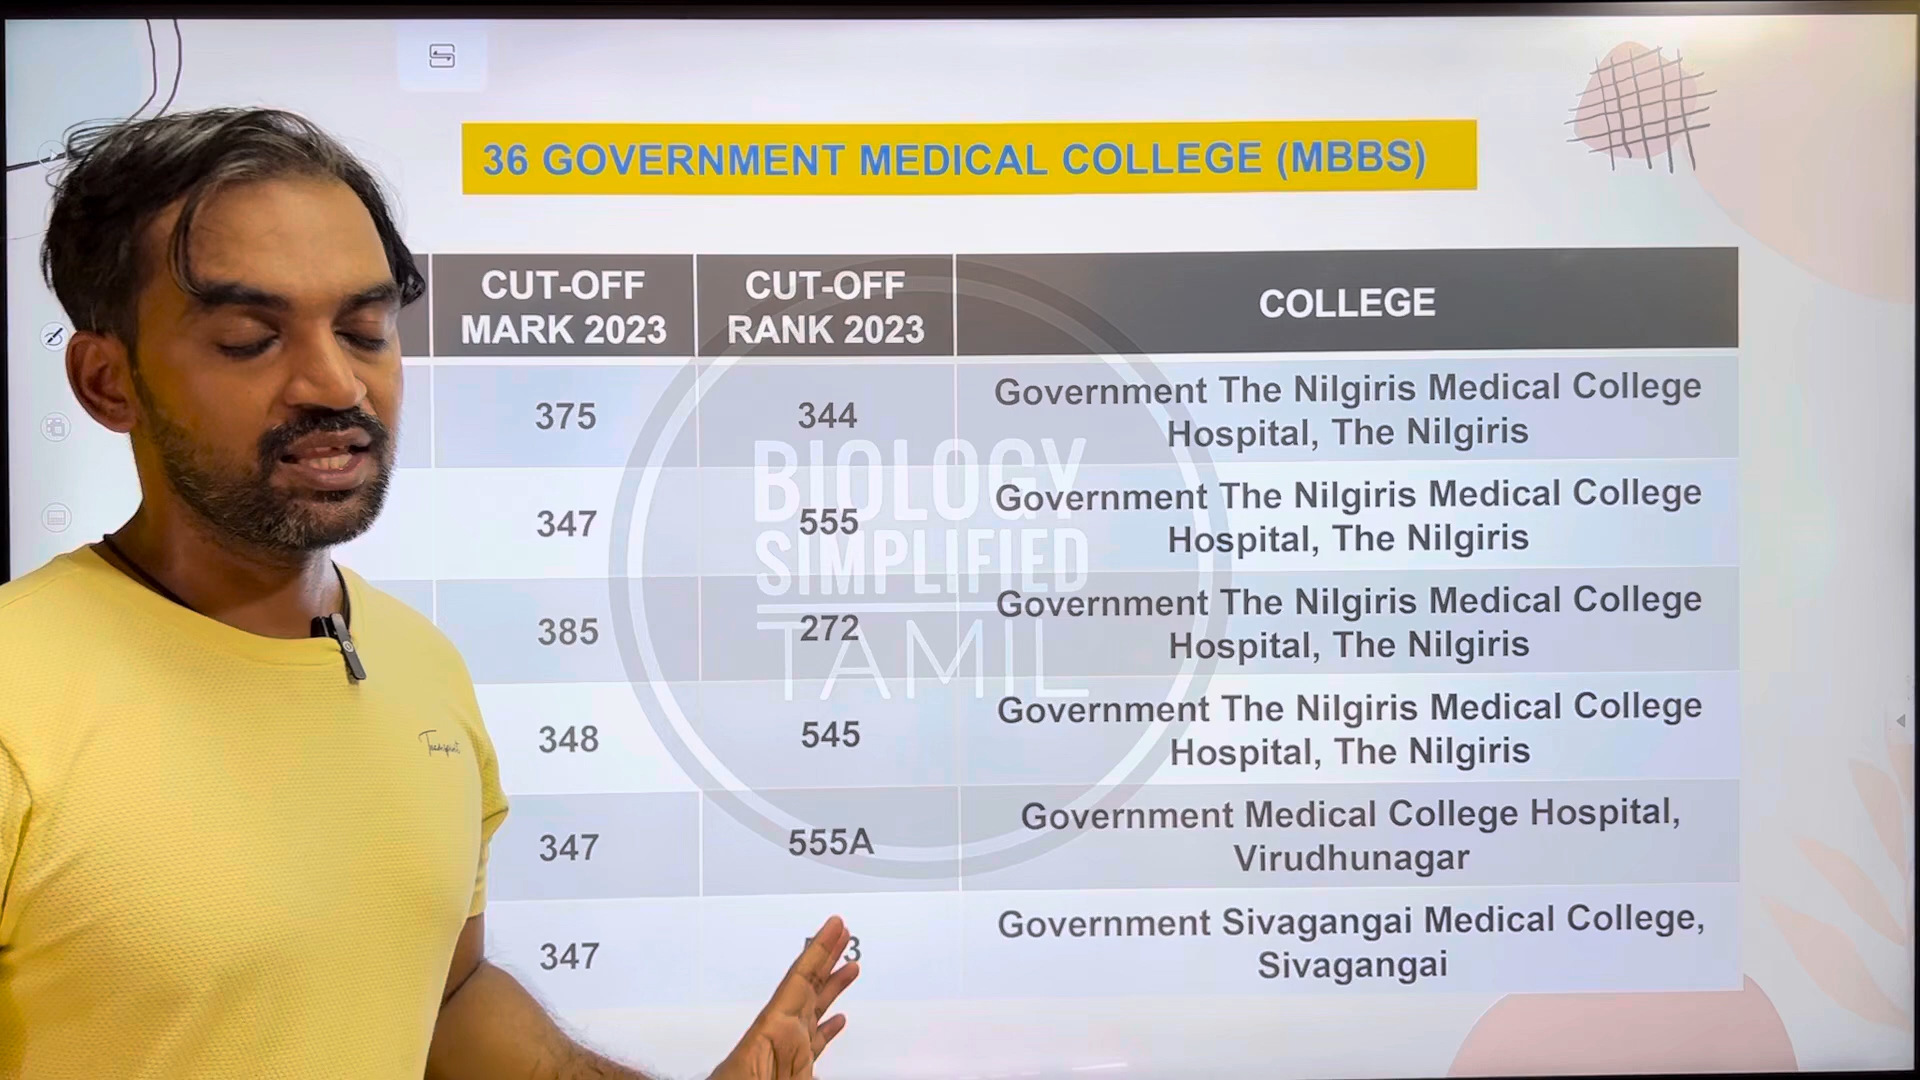 36 GOVERNMENT MEDICAL COLLEGE (MBBS)
CUT-OFF
MARK 2023
CUT-OFF
RANK 2023
COLLEGE
375
344
Government The Nilgiris Medical College
Hospital, The Nilgiris
347
555
Government The Nilgiris Medical College
Hospital, The Nilgiris
385
272
Government The Nilgiris Medical College
Hospital, The Nilgiris
348
545
Government The Nilgiris Medical College
Hospital, The Nilgiris
347
555A
Government Medical College Hospital,
Virudhunagar
347
Government Sivagangai Medical College,
Sivagangai
BIOLOGY
SIMPLIFIED
TAMIL